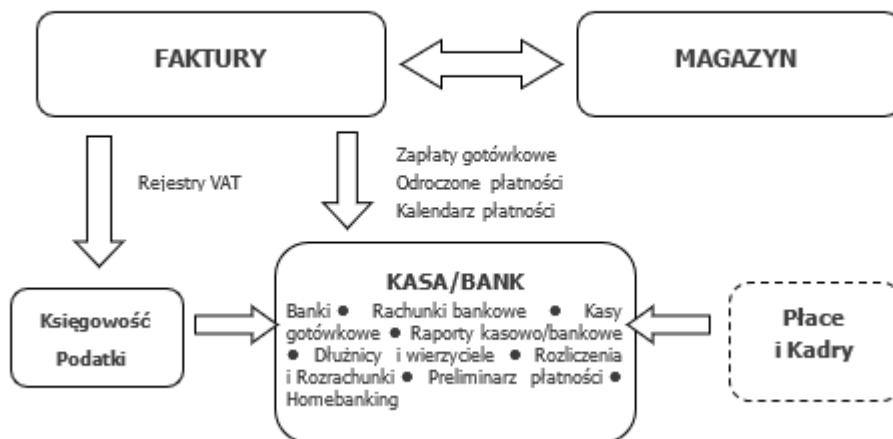 FAKTURY
MAGAZYN
Rejestry VAT
Zapłaty gotówkowe
Odroczone płatności
Kalendarz płatności
Księgowość
Podatki
KASA/BANK
Banki ● Rachunki bankowe ● Kasy
gotówkowe ● Raporty kasowo/bankowe
● Dłużnicy i wierzyciele ● Rozliczenia
i Rozrachunki ● Preliminarz płatności ●
Homebanking
Płace
i Kadry